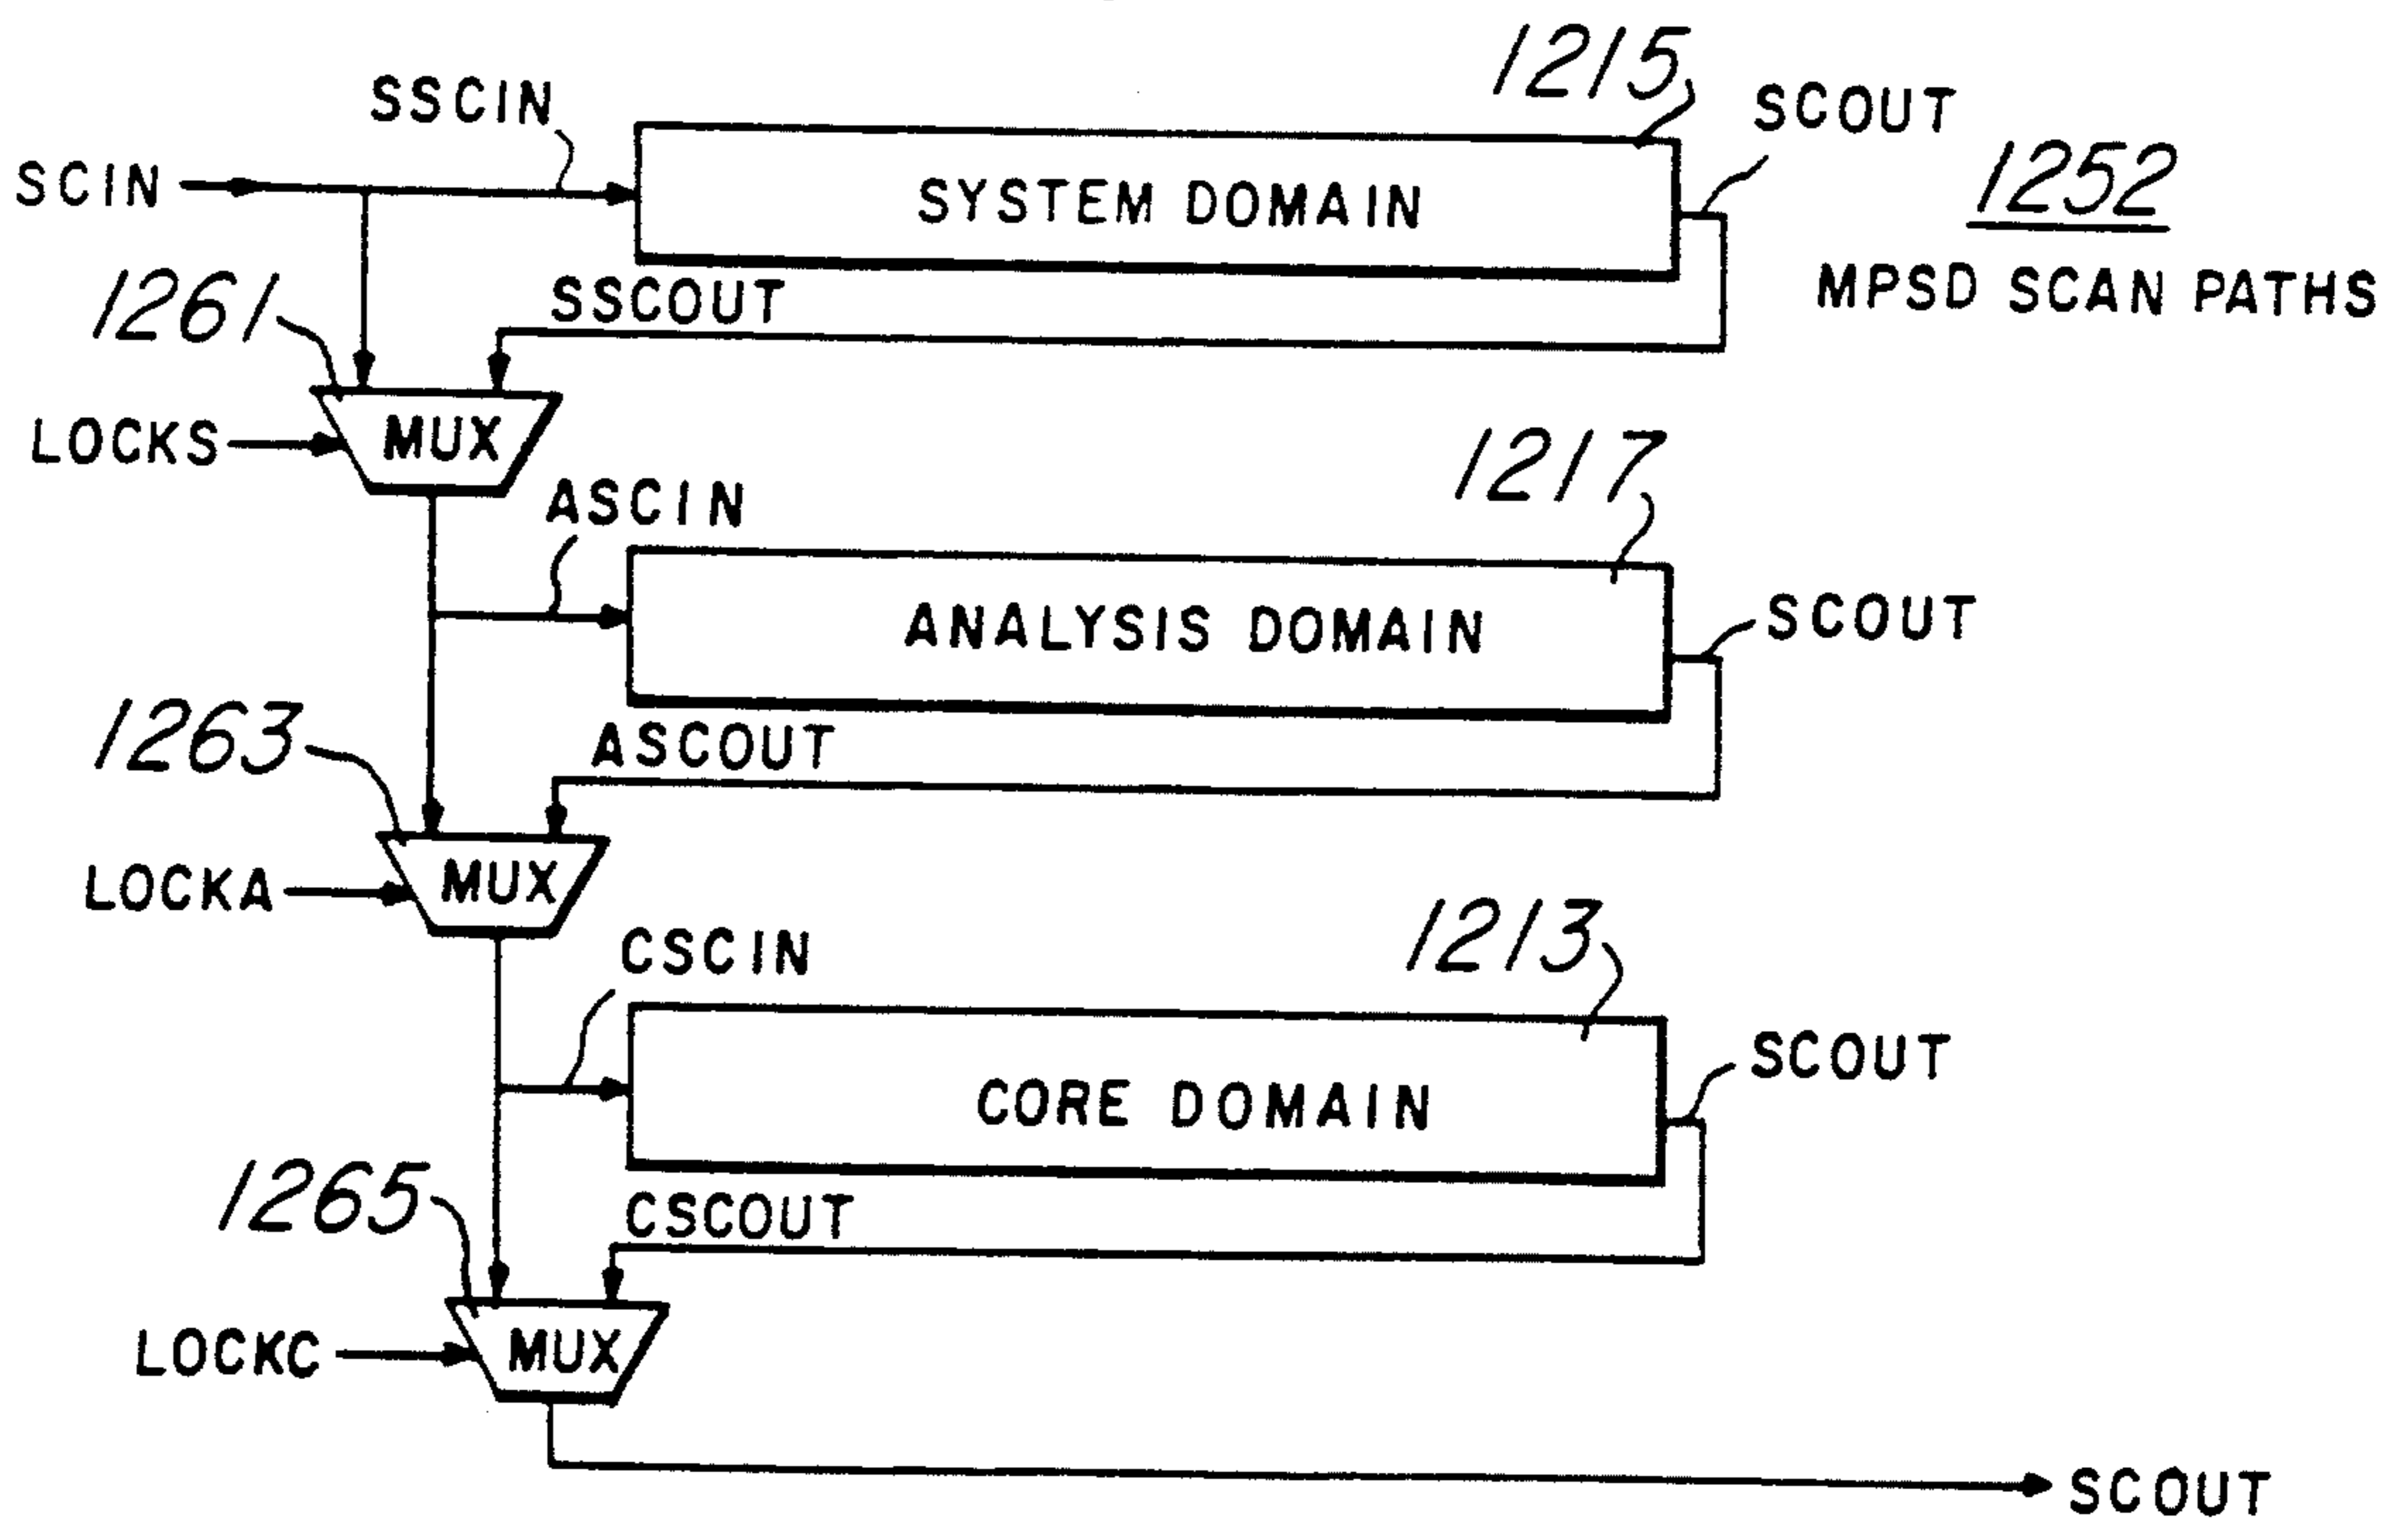 1215
SSCIN
SCOUT
SCIN
SYSTEM DOMAIN
1252
MPSD SCAN PATHS
SSCOUT
1261
LOCKS
MUX
1217
ASCIN
SCOUT
ANALYSIS DOMAIN
1263
ASCOUT
LOCKA
MUX
1213
CSCIN
SCOUT
CORE DOMAIN
1265
CSCOUT
LOCKC
MUX
SCOUT